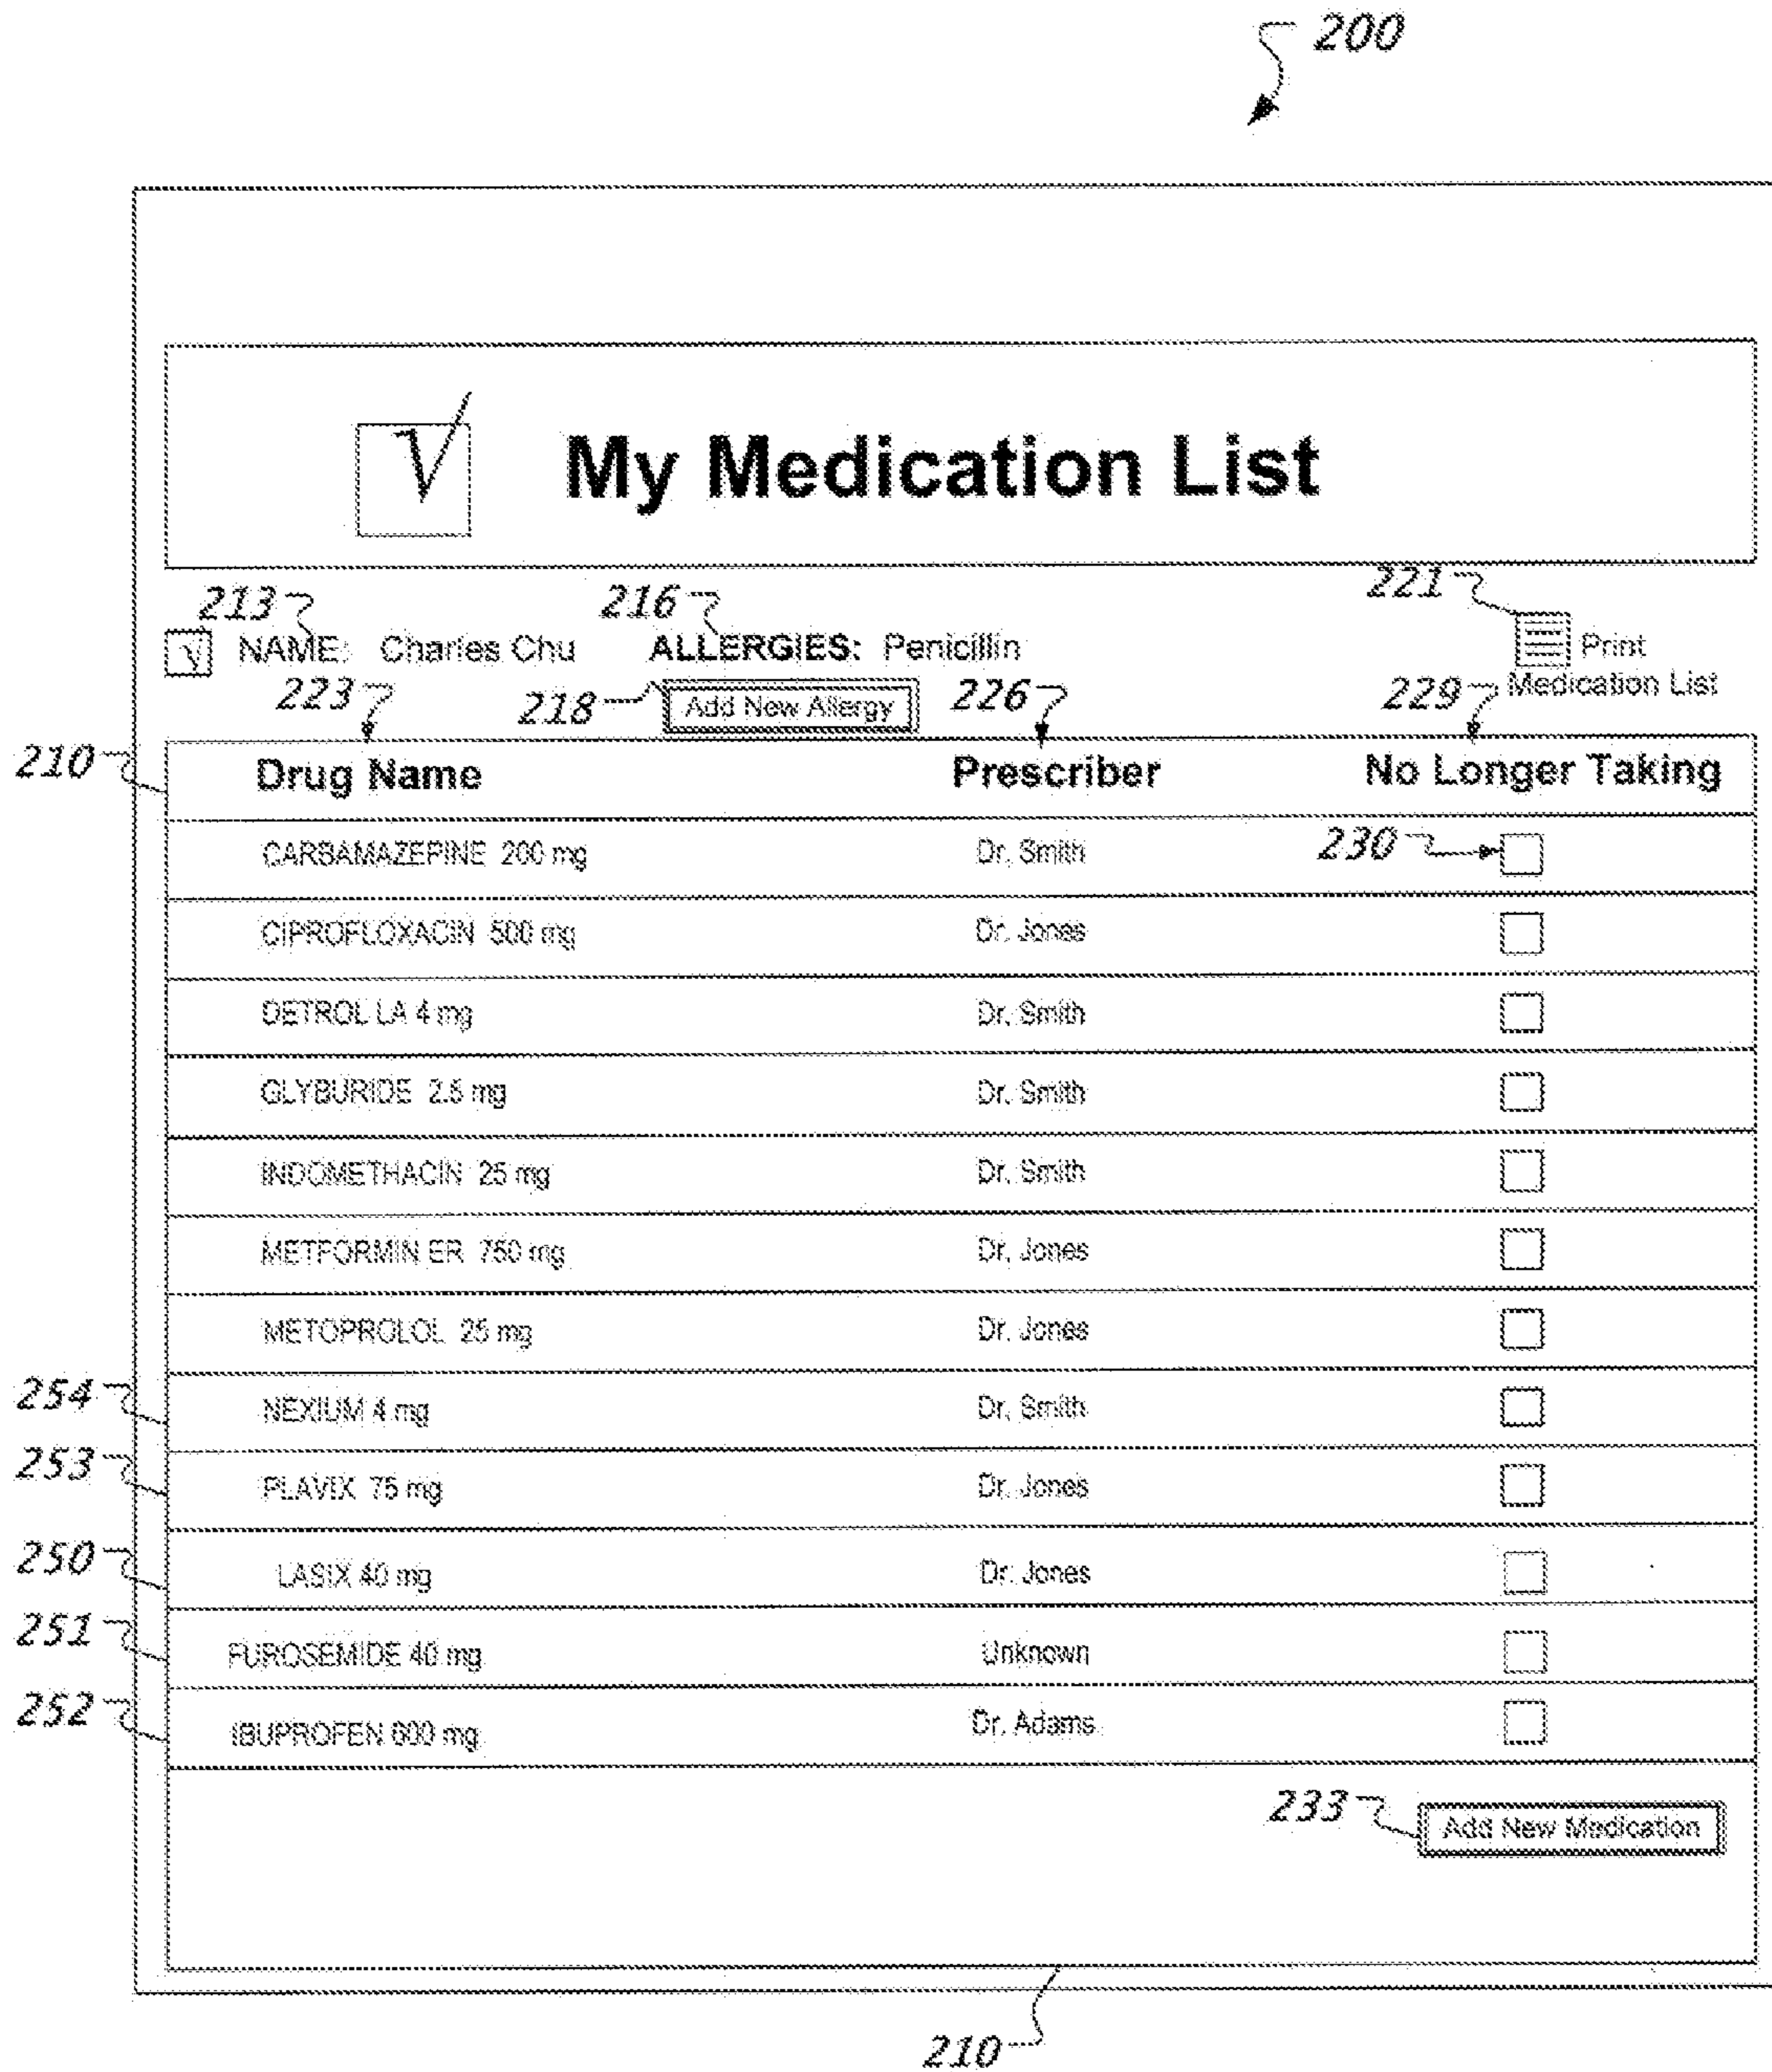 200
My Medication List
213 216 221
√ NAME: Charles Chu ALLERGIES: Penicillin Print
Medication List
223 218 Add New Allergy 226 229
210 Drug Name Prescriber No Longer Taking
CARBAMAZEPINE 200 mg Dr. Smith 230
CIPROFLOXACIN 500 mg Dr. Jones
DETROL LA 4 mg Dr. Smith
GLYBURIDE 2.5 mg Dr. Smith
INDOMETHACIN 25 mg Dr. Smith
METFORMIN ER 750 mg Dr. Jones
METOPROLOL 25 mg Dr. Jones
254 NEXIUM 4 mg Dr. Smith
253 PLAVIX 75 mg Dr. Jones
250 LASIX 40 mg Dr. Jones
251 FUROSEMIDE 40 mg Unknown
252 IBUPROFEN mg Dr. Adams
233 Add New Medication
210